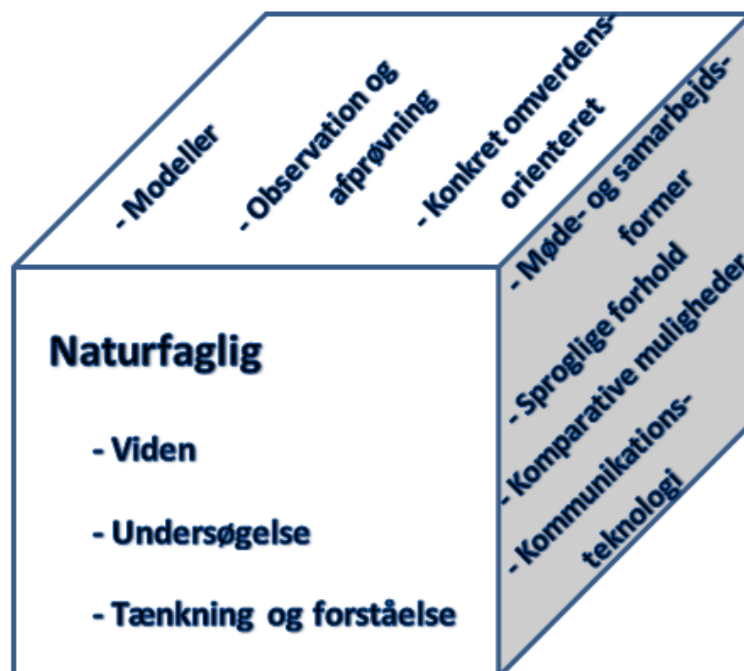 - Modeller
- Observation og
afprøvning
- Konkret omverdens-
orienteret
Naturfaglig
- Viden
- Undersøgelse
- Tænkning og forståelse
- Møde- og samarbejds-
former
- Sproglige forhold
- Komparative muligheder
- Kommunikations-
teknologi